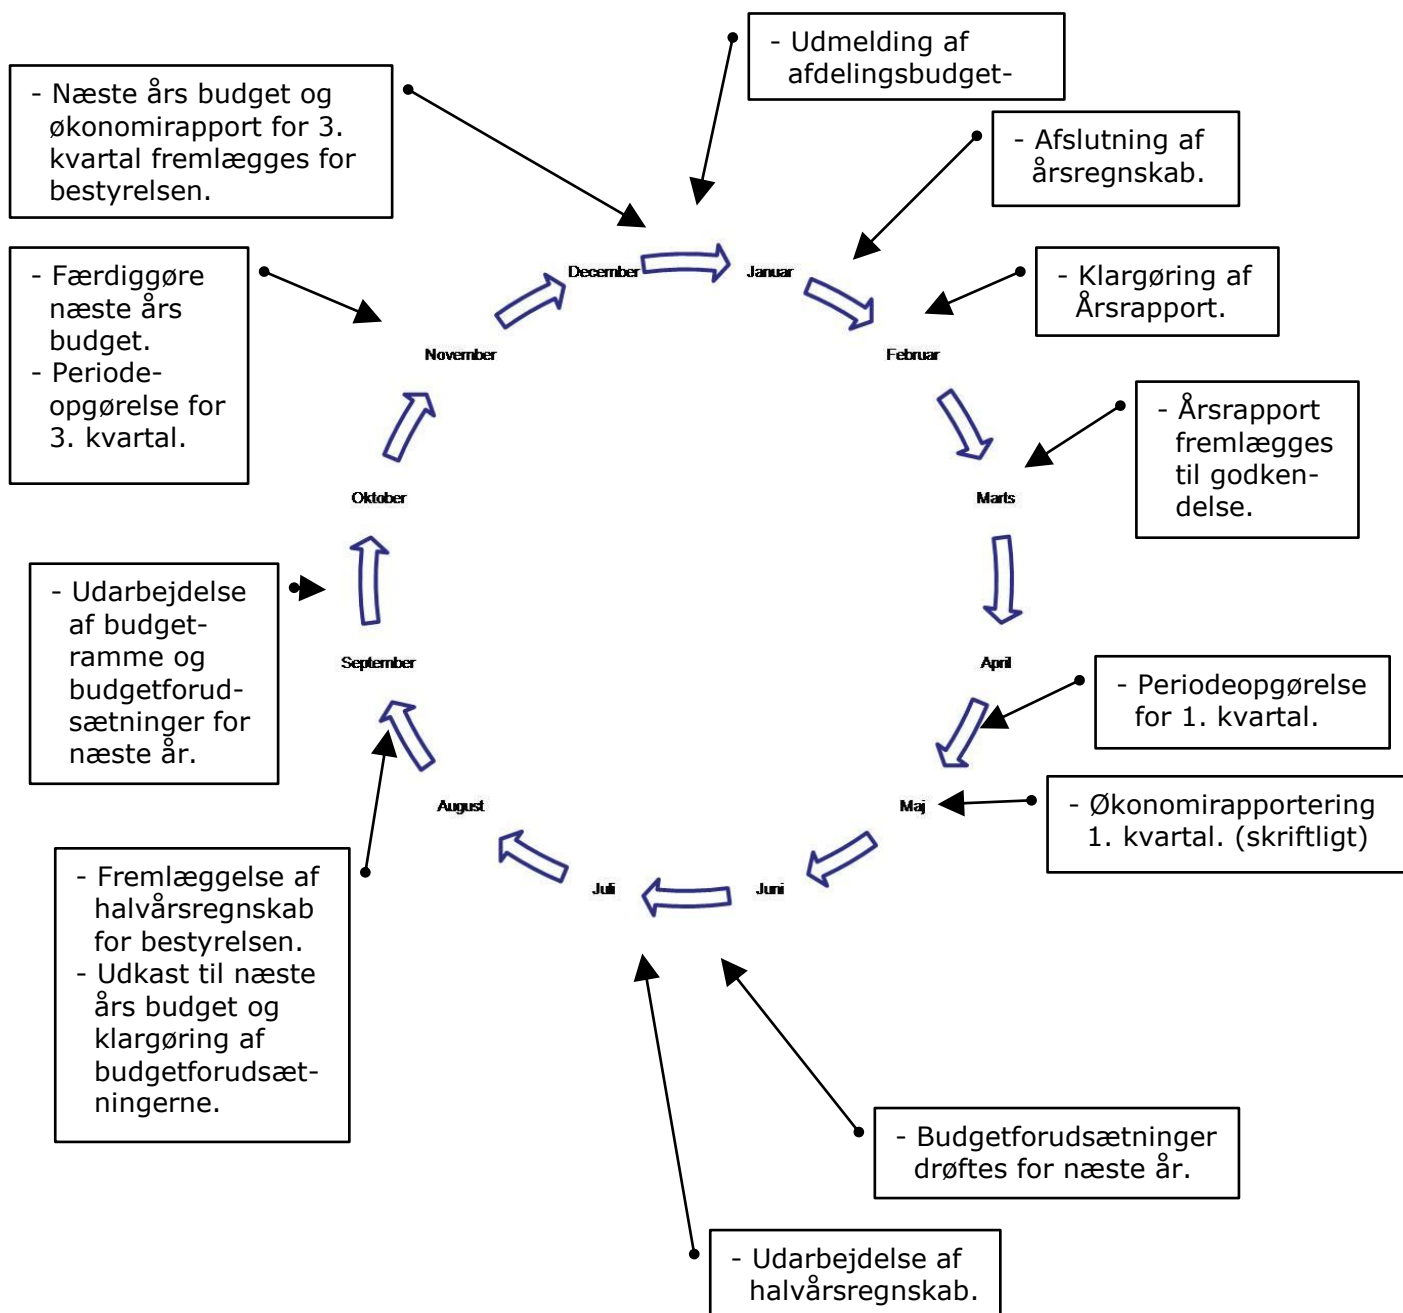 - Udmelding af
afdelingsbudget-
- Næste års budget og
økonomirapport for 3.
kvartal fremlægges for
bestyrelsen.
- Afslutning af
årsregnskab.
- Færdiggøre
næste års
budget.
- Periode-
opgørelse for
3. kvartal.
- Klargøring af
Årsrapport.
- Årsrapport
fremlægges
til godken-
delse.
December
Januar
Februar
Marts
April
Maj
Juni
Juli
August
September
Oktober
November
- Udarbejdelse
af budget-
ramme og
budgetforud-
sætninger for
næste år.
- Periodeopgørelse
for 1. kvartal.
- Økonomirapportering
1. kvartal. (skriftligt)
- Fremlæggelse af
halvårsregnskab
for bestyrelsen.
- Udkast til næste
års budget og
klargøring af
budgetforudsæt-
ningerne.
- Budgetforudsætninger
drøftes for næste år.
- Udarbejdelse af
halvårsregnskab.